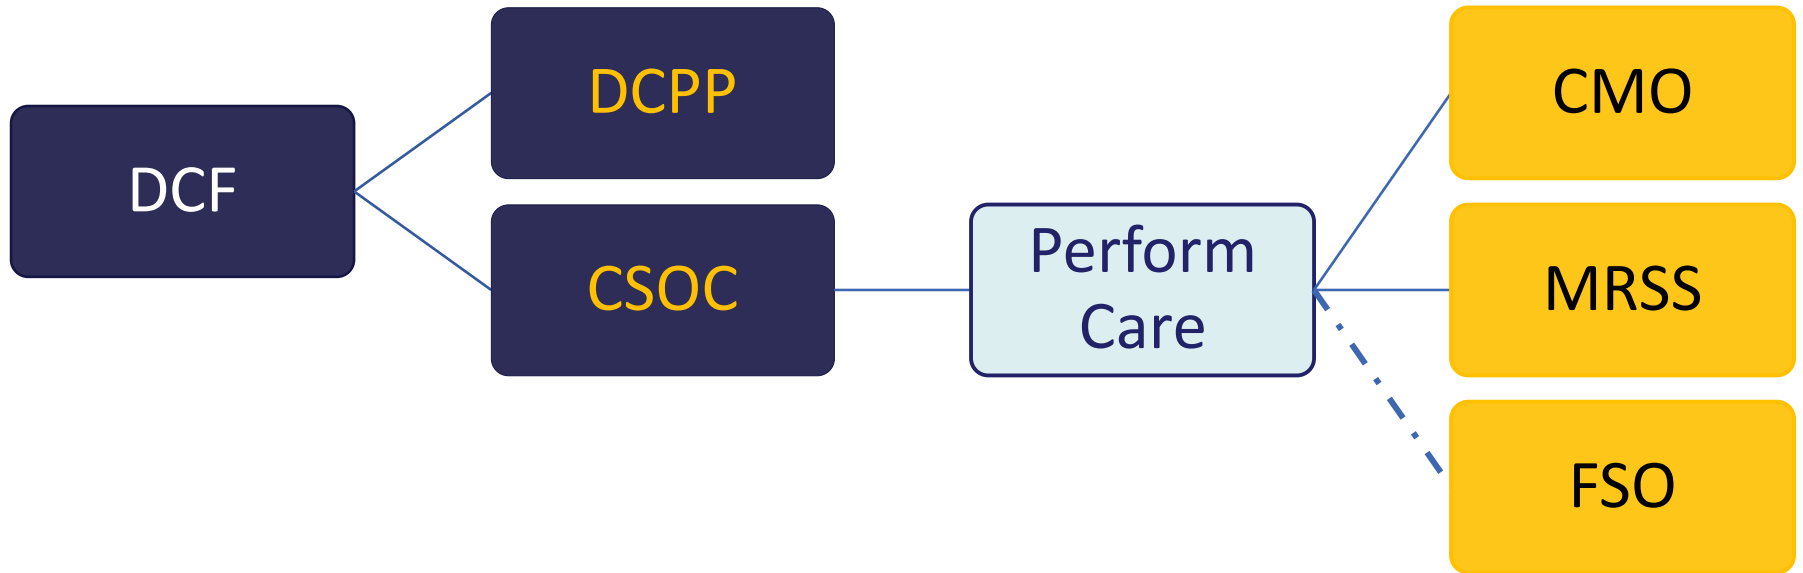 DCF
DCPP
CSOC
Perform
Care
CMO
MRSS
FSO